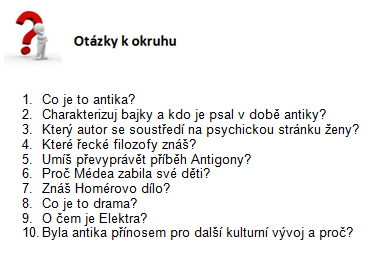 Otázky k okruhu
1. Co je to antika?
2. Charakterizuj bajky a kdo je psal v době antiky?
3. Který autor se soustředí na psychickou stránku ženy?
4. Které řecké filozofy znáš?
5. Umíš převyprávět příběh Antigony?
6. Proč Médea zabila své děti?
7. Znáš Homérovo dílo?
8. Co je to drama?
9. O čem je Elektra?
10. Byla antika přínosem pro další kulturní vývoj a proč?